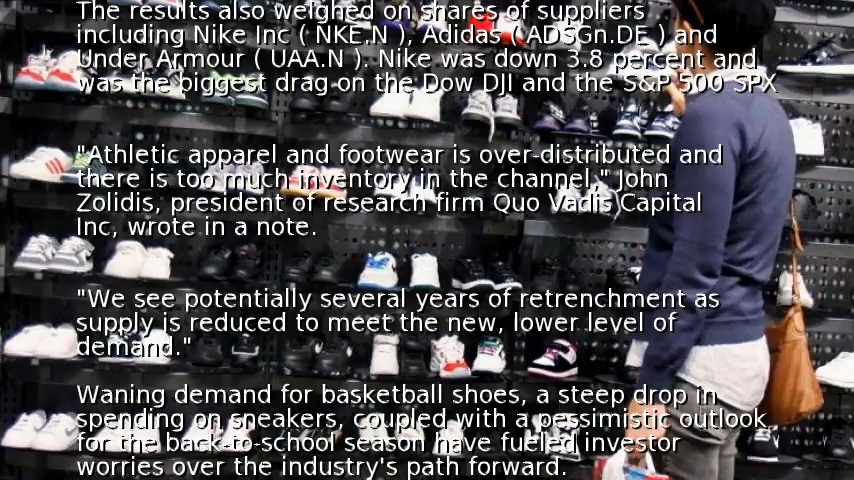 The results also weighed on shares of suppliers
including Nike Inc ( NKE.N ), Adidas ( ADSGn.DE ) and
Under Armour ( UAA.N ). Nike was down 3.8 percent and
was the biggest drag on the Dow DJI and the S&P 500 SPX
"Athletic apparel and footwear is over-distributed and
there is too much inventory in the channel," John
Zolidis, president of research firm Quo Vadis Capital
Inc, wrote in a note.
"We see potentially several years of retrenchment as
supply is reduced to meet the new, lower level of
demand."
Waning demand for basketball shoes, a steep drop in
spending on sneakers, coupled with a pessimistic outlook
for the back-to-school season have fueled investor
worries over the industry's path forward.